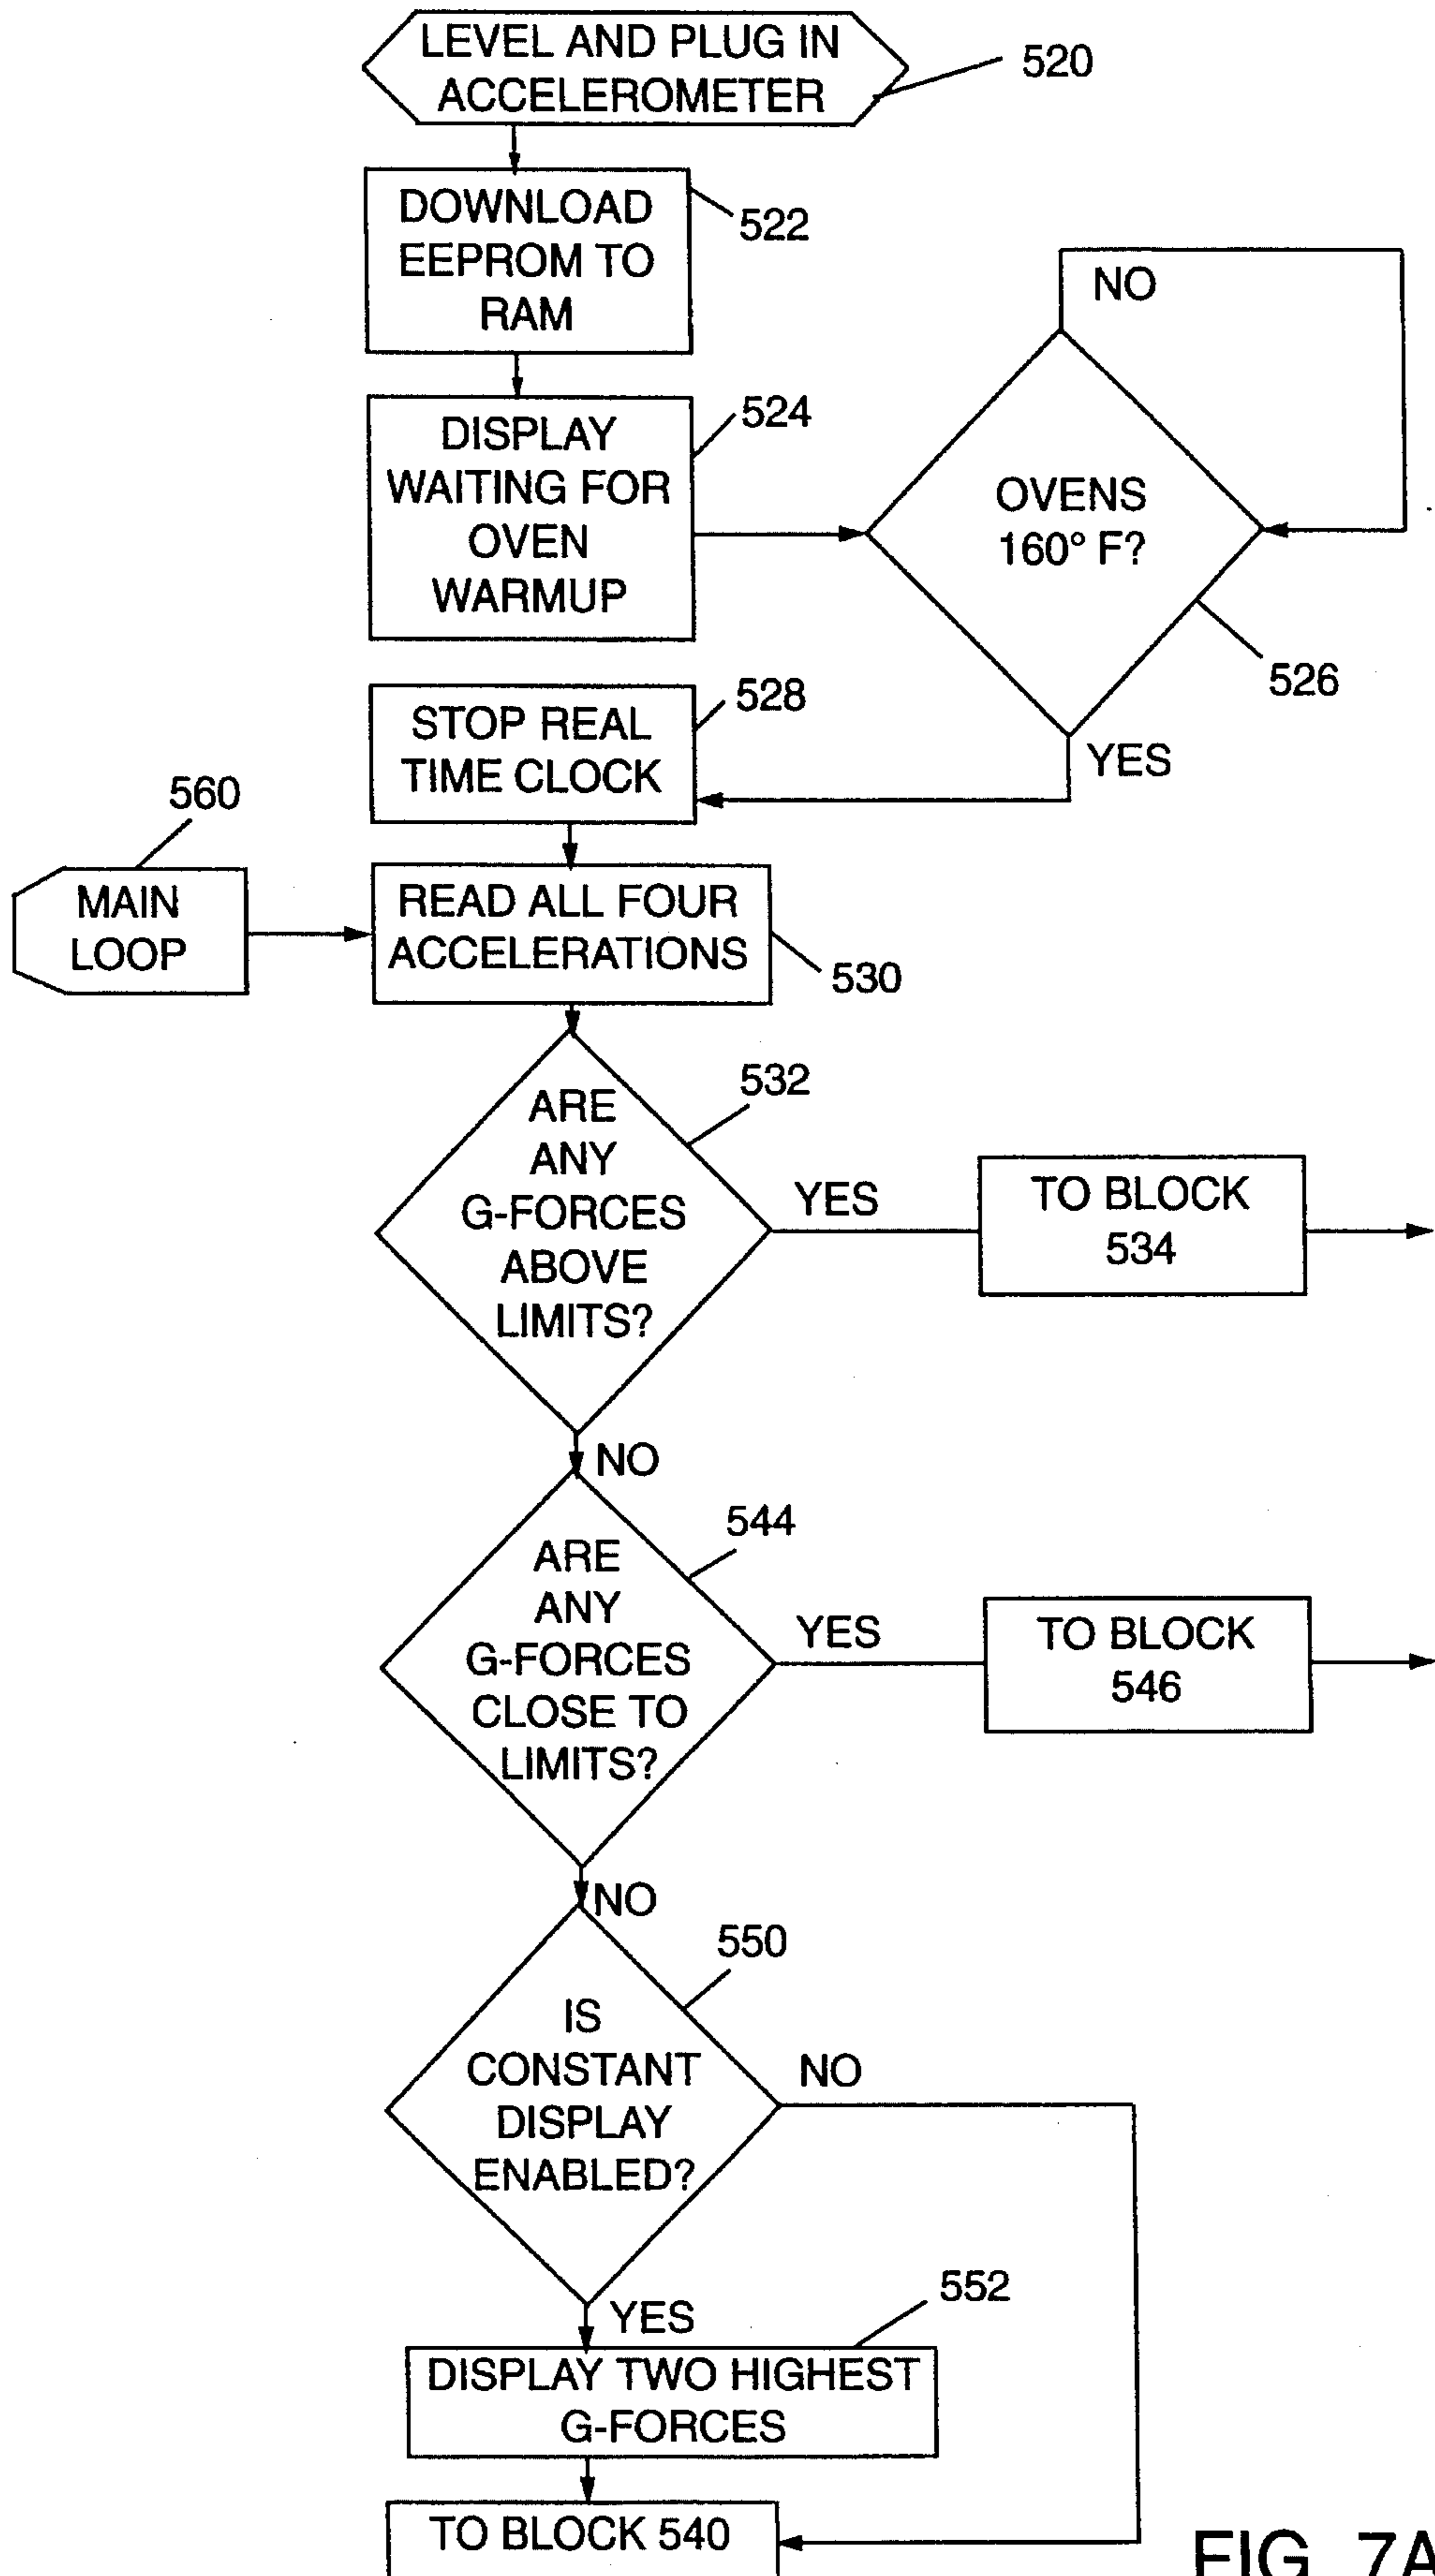 LEVEL AND PLUG IN
ACCELEROMETER
520
DOWNLOAD
EEPROM TO
RAM
522
DISPLAY
WAITING FOR
OVEN
WARMUP
524
NO
OVENS
160° F?
526
YES
STOP REAL
TIME CLOCK
528
560
MAIN
LOOP
READ ALL FOUR
ACCELERATIONS
530
ARE
ANY
G-FORCES
ABOVE
LIMITS?
532
YES
TO BLOCK
534
NO
ARE
ANY
G-FORCES
CLOSE TO
LIMITS?
544
YES
TO BLOCK
546
NO
IS
CONSTANT
DISPLAY
ENABLED?
550
NO
YES
552
DISPLAY TWO HIGHEST
G-FORCES
TO BLOCK 540
FIG. 7A